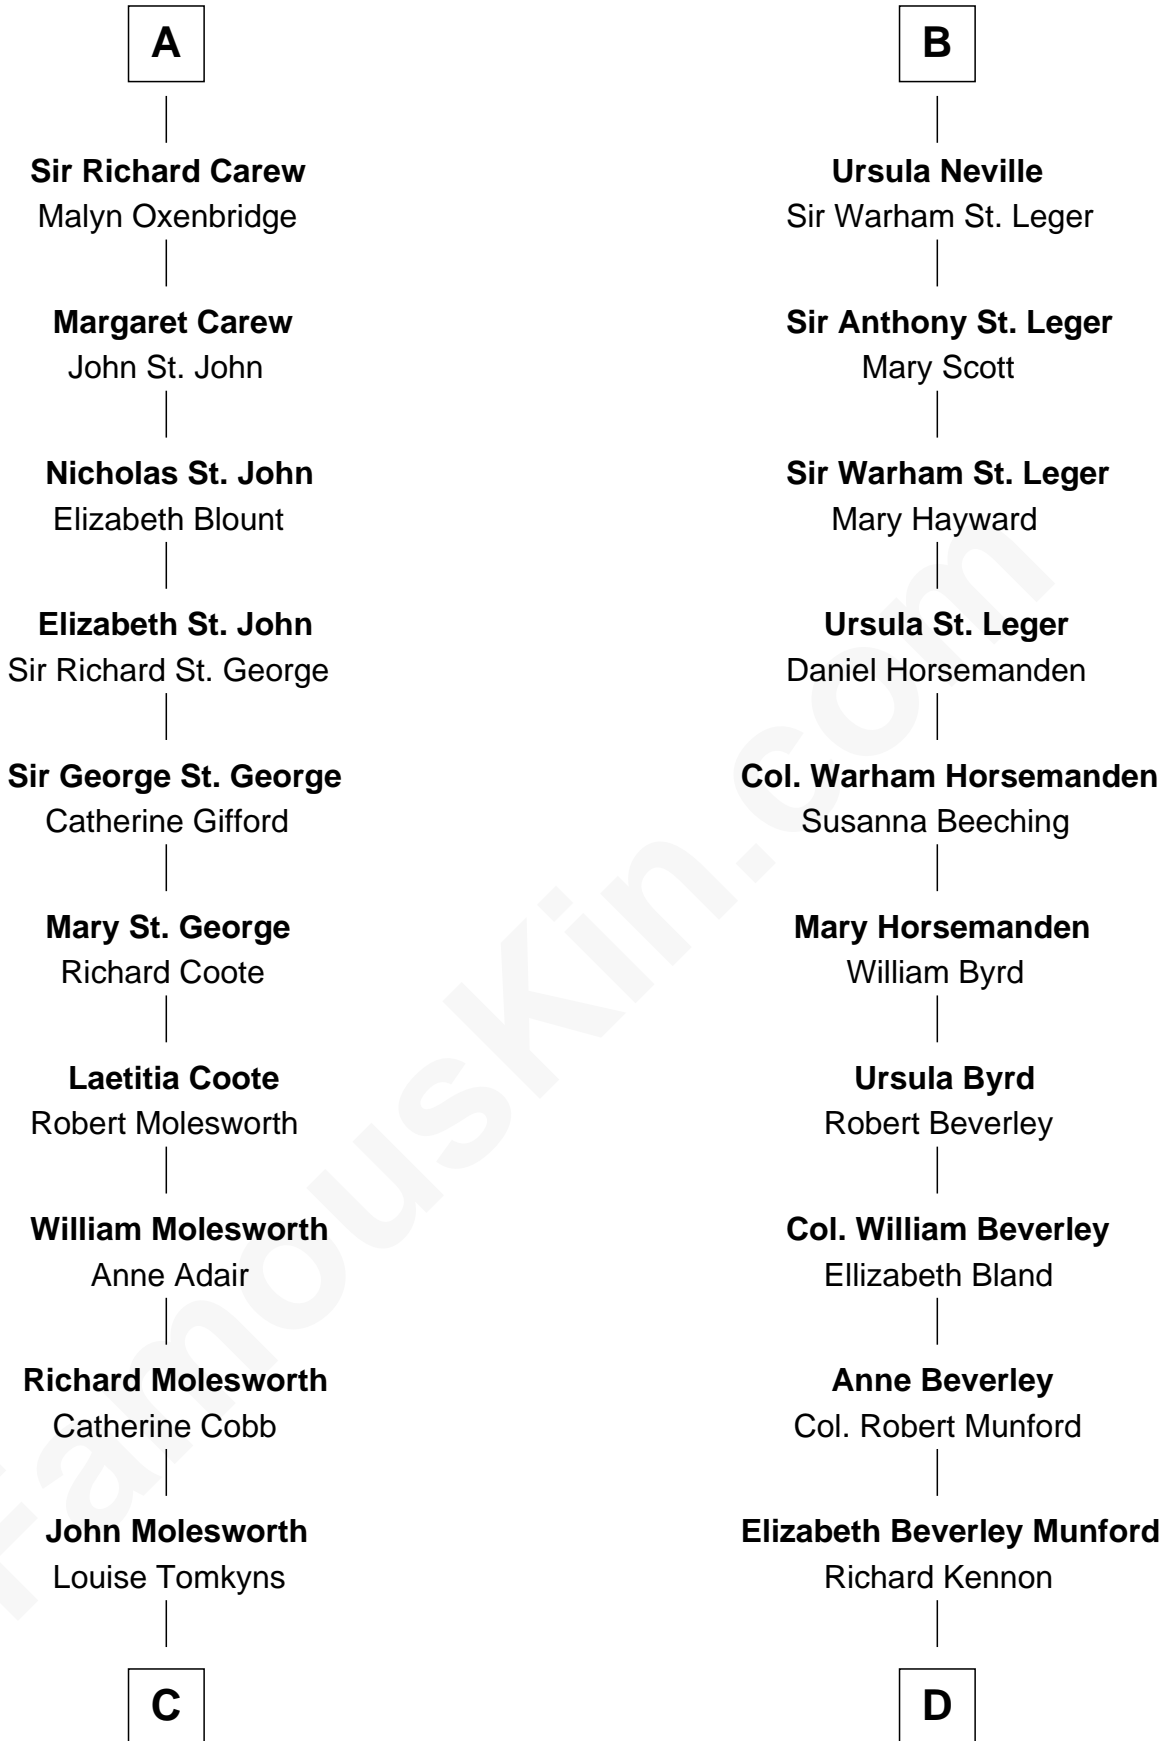 A
Sir Richard Carew
Malyn Oxenbridge
Margaret Carew
John St. John
Nicholas St. John
Elizabeth Blount
Elizabeth St. John
Sir Richard St. George
Sir George St. George
Catherine Gifford
Mary St. George
Richard Coote
Laetitia Coote
Robert Molesworth
William Molesworth
Anne Adair
Richard Molesworth
Catherine Cobb
John Molesworth
Louise Tomkyns
C
B
Ursula Neville
Sir Warham St. Leger
Sir Anthony St. Leger
Mary Scott
Sir Warham St. Leger
Mary Hayward
Ursula St. Leger
Daniel Horsemanden
Col. Warham Horsemanden
Susanna Beeching
Mary Horsemanden
William Byrd
Ursula Byrd
Robert Beverley
Col. William Beverley
Ellizabeth Bland
Anne Beverley
Col. Robert Munford
Elizabeth Beverley Munford
Richard Kennon
D
FamousKin.com